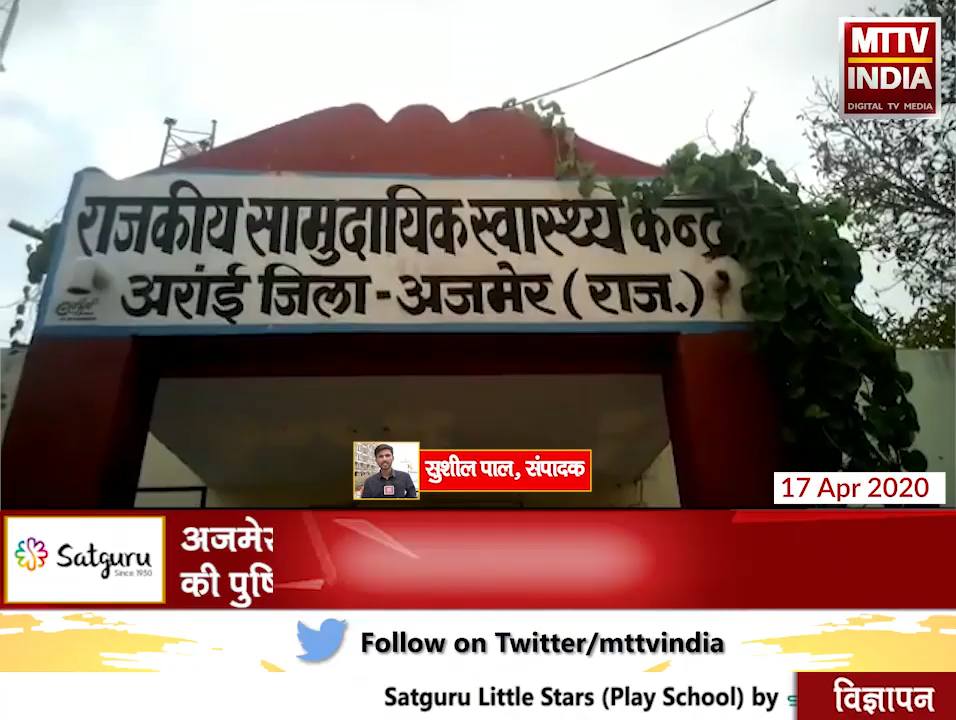 MTTV
INDIA
DIGITAL TV MEDIA
राजकीय सामुदायिक स्वास्थ्य केन्द्र
अरांई जिला - अजमेर ( राज. )
सुशील पाल, संपादक
17 Apr 2020
Satguru
Since 1950
अजमेर
की पुष्टि
Follow on Twitter/mttvindia
Satguru Little Stars (Play School) by
विज्ञापन